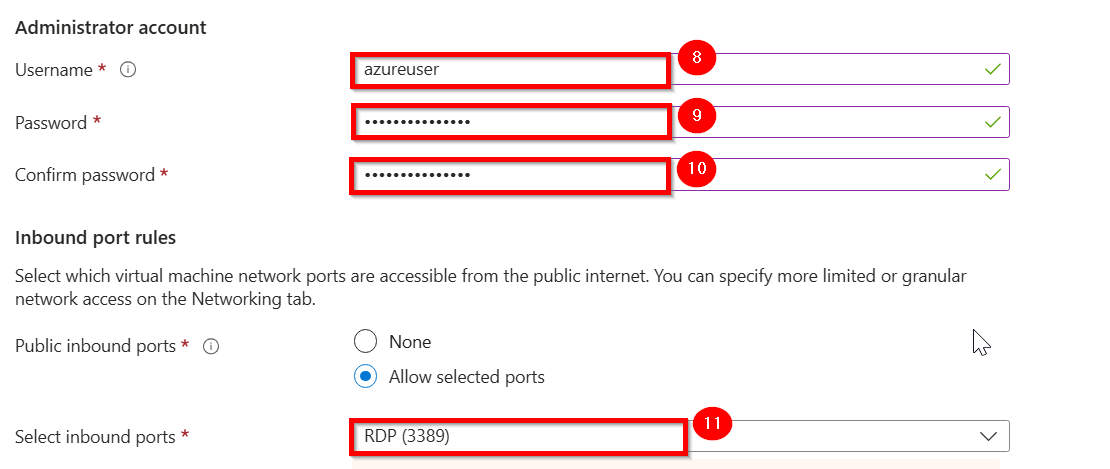 Administrator account
Username *
azureuser
8
Password *
•••••••••••••••
9
Confirm password *
•••••••••••••••
10
Inbound port rules
Select which virtual machine network ports are accessible from the public internet. You can specify more limited or granular
network access on the Networking tab.
Public inbound ports *
None
Allow selected ports
Select inbound ports *
RDP (3389)
11